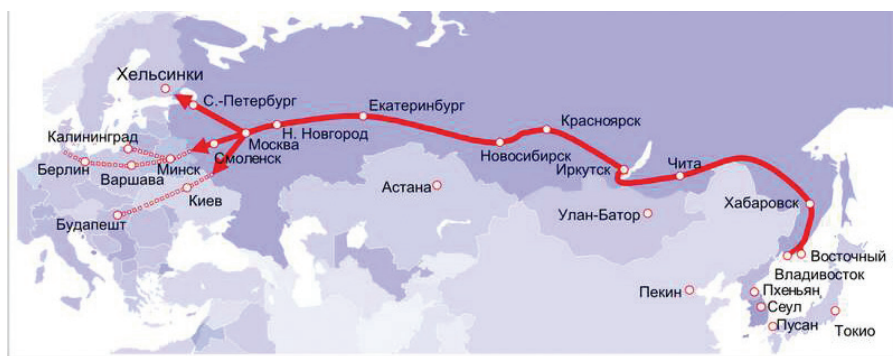 Хельсинки
С.-Петербург
Екатеринбург
Красноярск
Калининград
Н. Новгород
Москва
Смоленск
Новосибирск
Берлин
Минск
Иркутск
Чита
Варшава
Астана
Киев
Хабаровск
Будапешт
Улан-Батор
Восточный
Владивосток
Пекин
Пхеньян
Сеул
Пусан
Токио